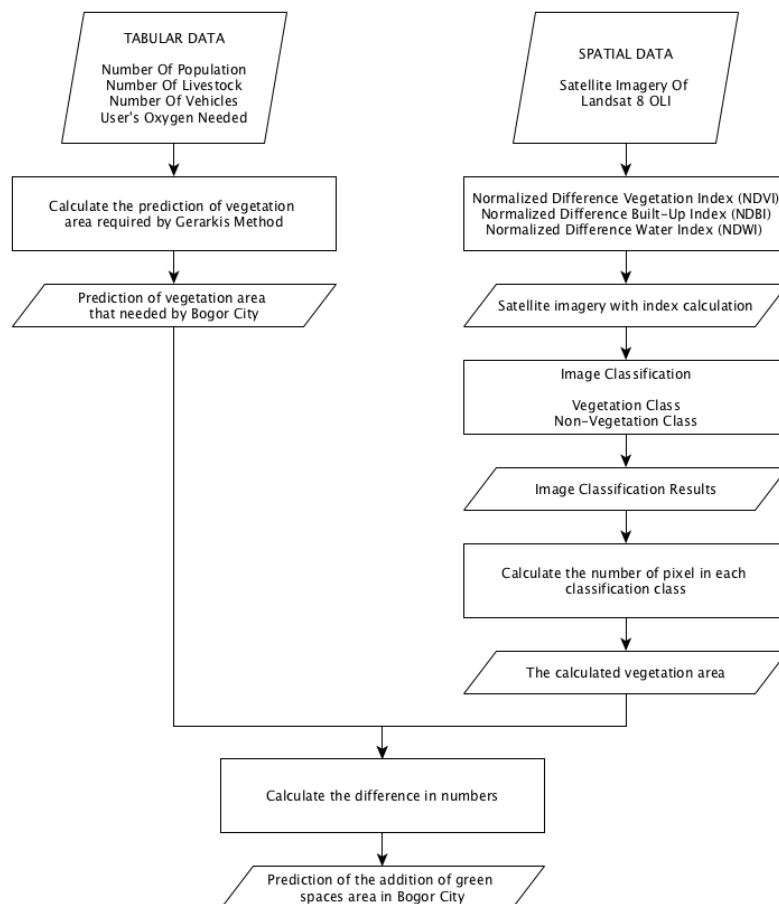 TABULAR DATA
Number Of Population
Number Of Livestock
Number Of Vehicles
User's Oxygen Needed
Calculate the prediction of vegetation
area required by Gerarkis Method
Prediction of vegetation area
that needed by Bogor City
SPATIAL DATA
Satellite Imagery Of
Landsat 8 OLI
Normalized Difference Vegetation Index (NDVI)
Normalized Difference Built-Up Index (NDBI)
Normalized Difference Water Index (NDWI)
Satellite imagery with index calculation
Image Classification
Vegetation Class
Non-Vegetation Class
Image Classification Results
Calculate the number of pixel in each
classification class
The calculated vegetation area
Calculate the difference in numbers
Prediction of the addition of green
spaces area in Bogor City